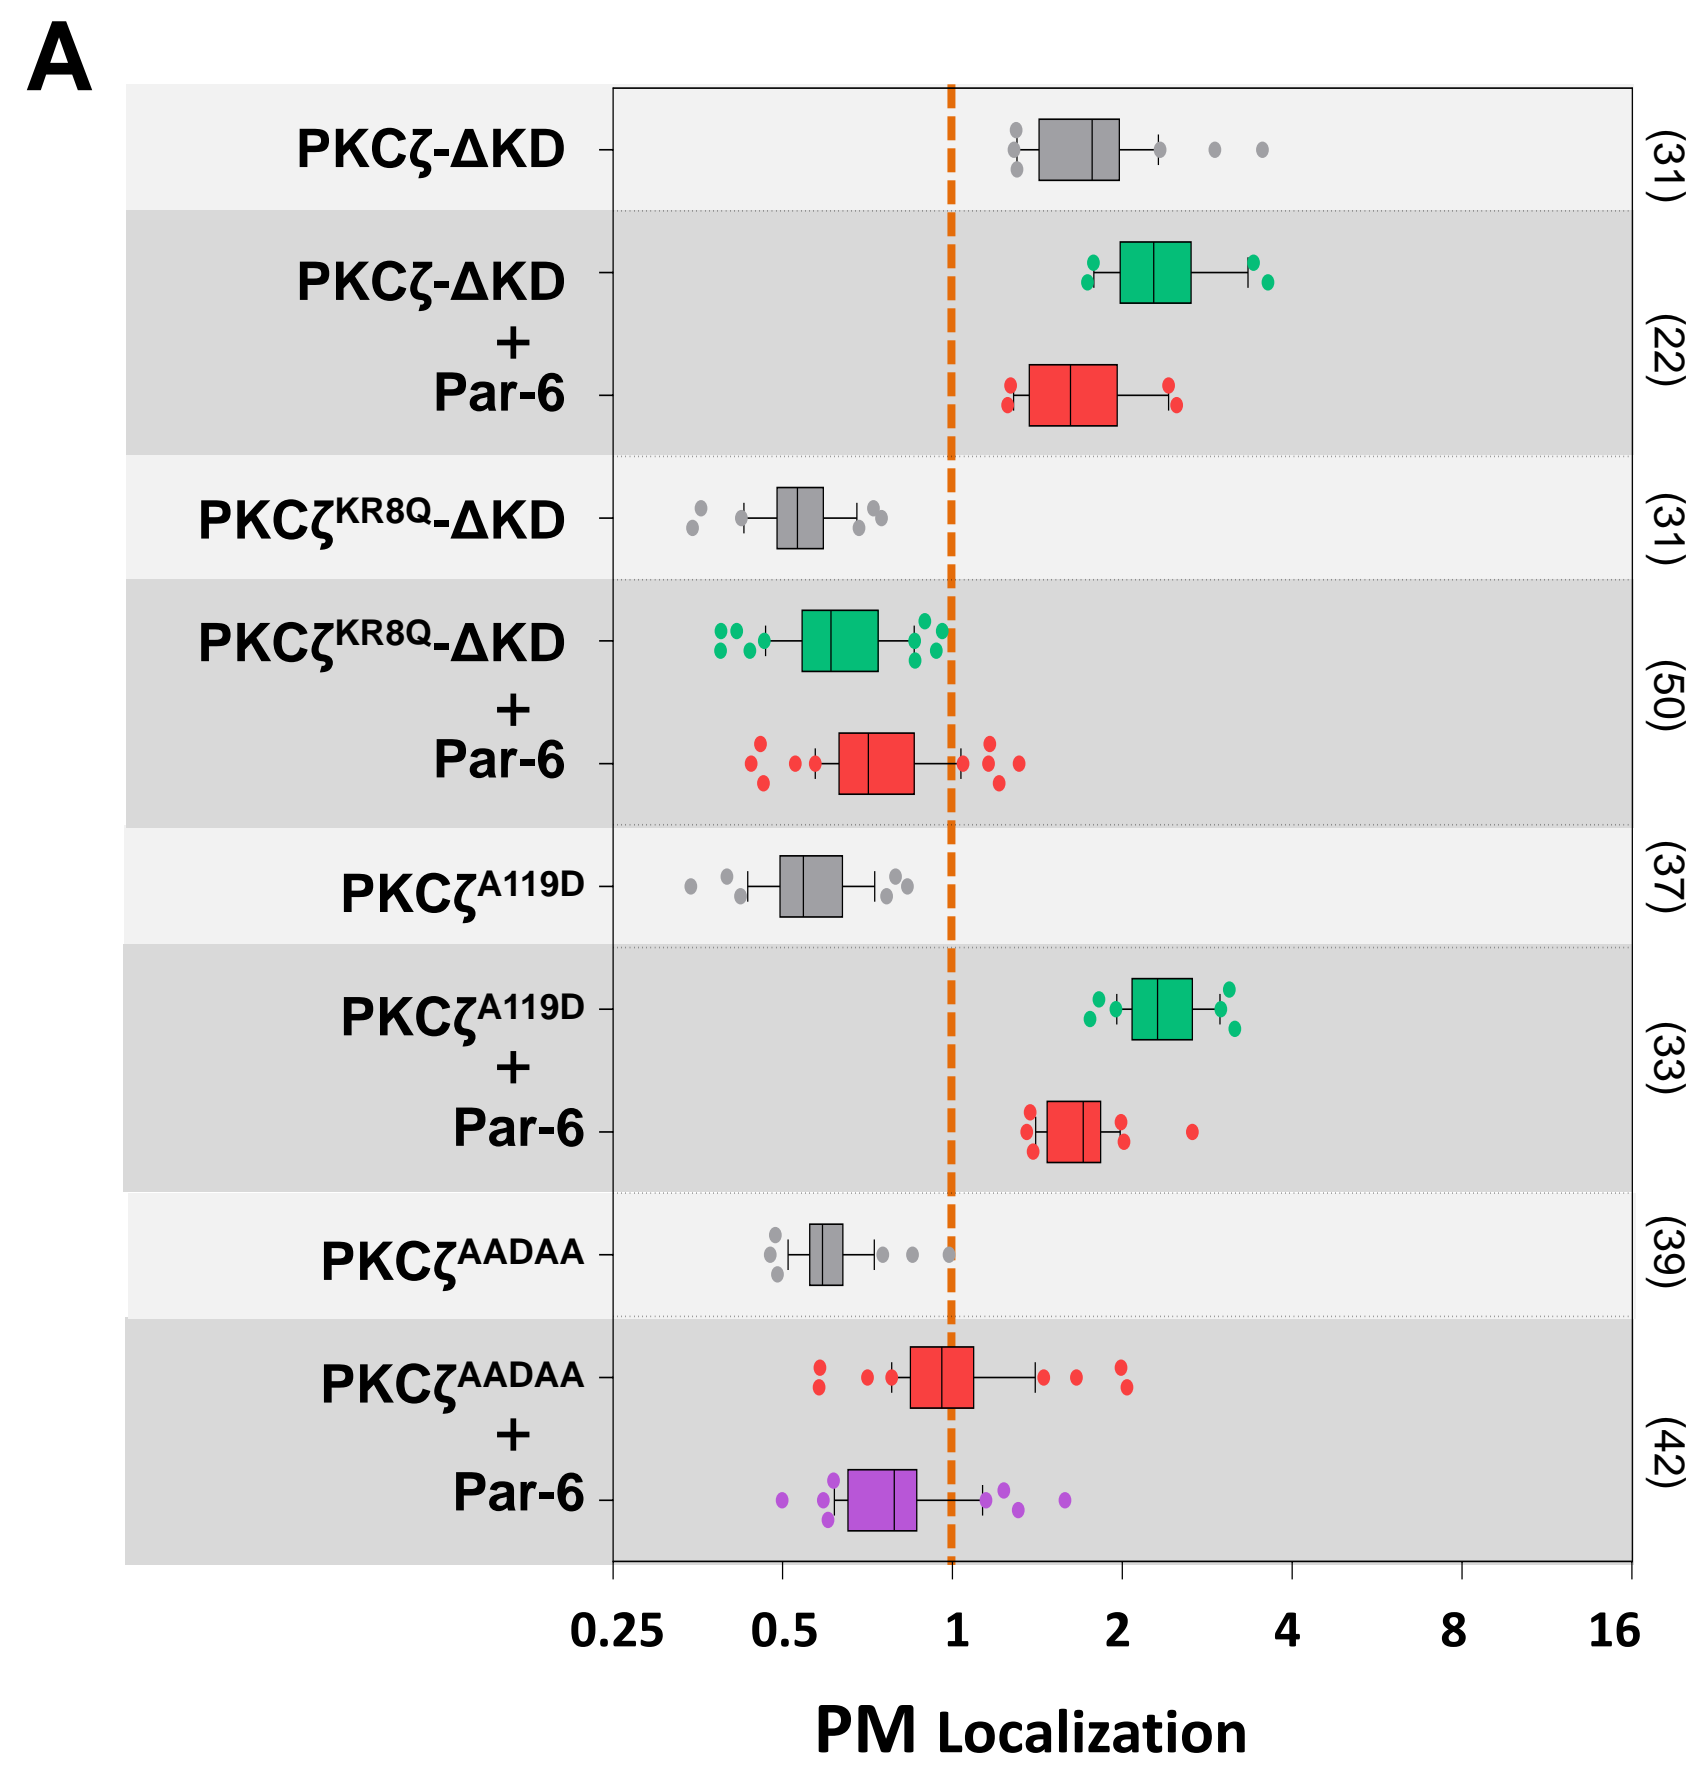 A
PKCζ-ΔKD
(31)
PKCζ-ΔKD
+
Par-6
(22)
PKCζKR8Q-ΔKD
(31)
PKCζKR8Q-ΔKD
+
Par-6
(50)
PKCζA119D
(37)
PKCζA119D
+
Par-6
(33)
PKCζAADAA
(39)
PKCζAADAA
+
Par-6
(42)
0.25 0.5 1 2 4 8 16
PM Localization